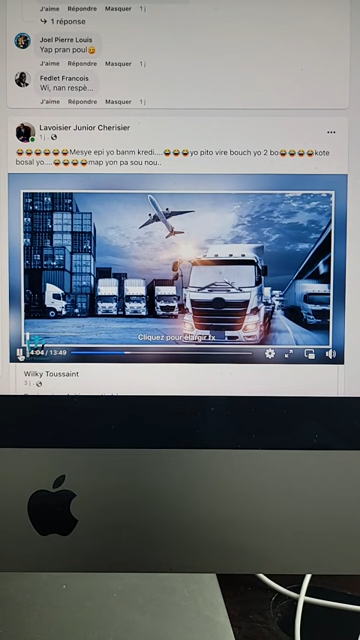 J'aime Répondre Masquer 1 j
1 réponse
Joel Pierre Louis
Yap pran poul😄
J'aime Répondre Masquer 1 j
Fedlet Francois
Wi, nan respè...
J'aime Répondre Masquer 1 j
Lavoisier Junior Cherisier
1 j
😂😂😂😂😂😂Mesye epi yo banm kredi....😂😂😂yo pito vire bouch yo 2 bo😂😂😂😂kote
bosal yo....😂😂😂😂map yon pa sou nou..
Cliquez pour élargir
4:04 / 13:49
Wilky Toussaint
3 j